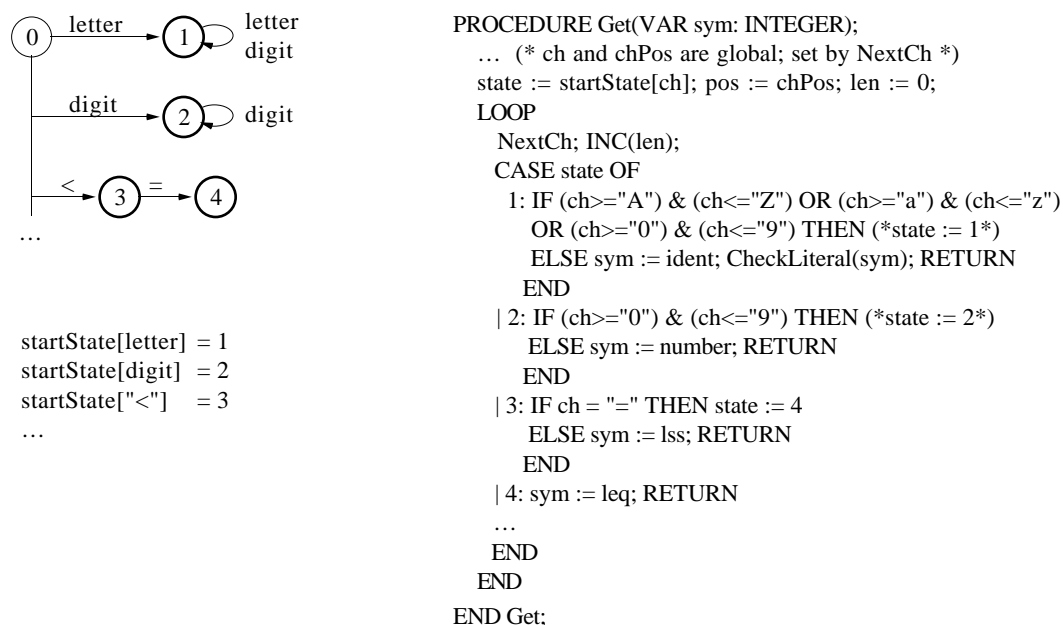 0 letter 1 letter
digit
digit 2 digit
< 3 = 4
…
startState[letter] = 1
startState[digit] = 2
startState["<"] = 3
…
PROCEDURE Get(VAR sym: INTEGER);
… (* ch and chPos are global; set by NextCh *)
state := startState[ch]; pos := chPos; len := 0;
LOOP
NextCh; INC(len);
CASE state OF
1: IF (ch>="A") & (ch<="Z") OR (ch>="a") & (ch<="z")
OR (ch>="0") & (ch<="9") THEN (*state := 1*)
ELSE sym := ident; CheckLiteral(sym); RETURN
END
| 2: IF (ch>="0") & (ch<="9") THEN (*state := 2*)
ELSE sym := number; RETURN
END
| 3: IF ch = "=" THEN state := 4
ELSE sym := lss; RETURN
END
| 4: sym := leq; RETURN
…
END
END
END Get;